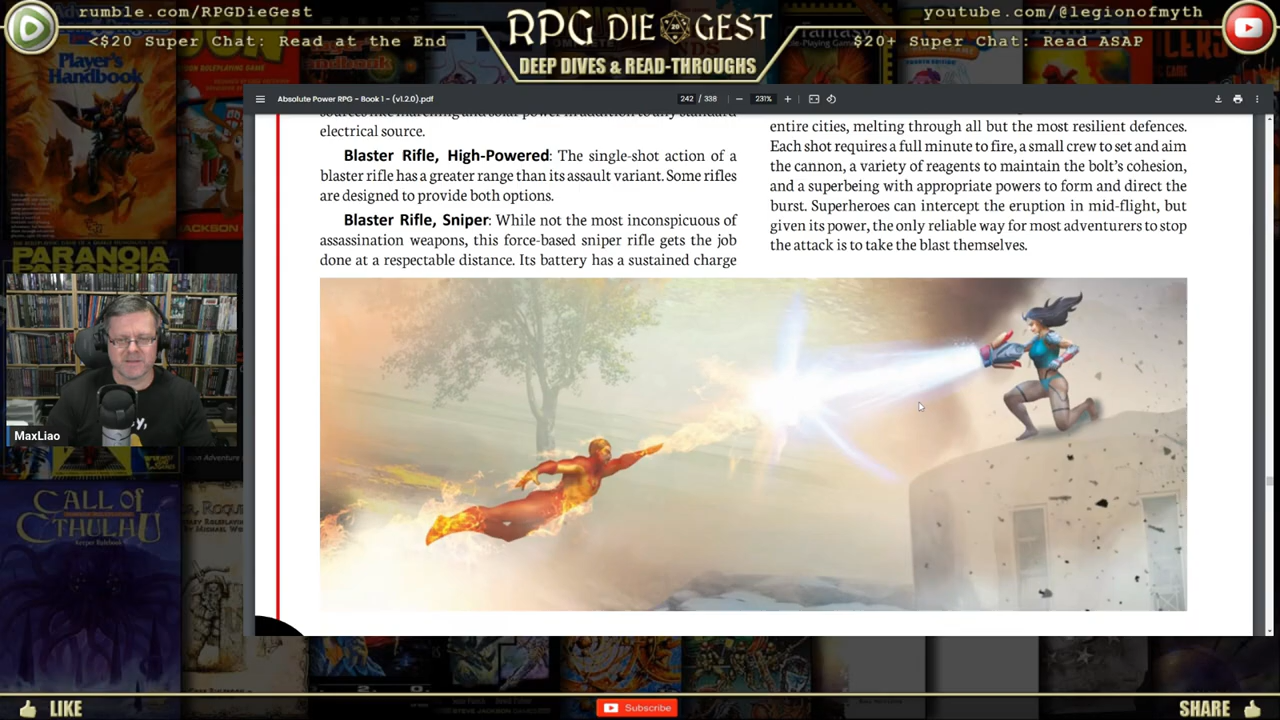 rumble.com/RPGDieGest
<$20 Super Chat: Read at the End
RPG DIE GEST
20
DEEP DIVES & READ-THROUGHS
youtube.com/@legionofmyth
$20+ Super Chat: Read ASAP
Player's
Handbook
Absolute Power RPG - Book 1 - (v1.2.0).pdf
242 / 338
231%
electrical source.
Blaster Rifle, High-Powered: The single-shot action of a
blaster rifle has a greater range than its assault variant. Some rifles
are designed to provide both options.
Blaster Rifle, Sniper: While not the most inconspicuous of
assassination weapons, this force-based sniper rifle gets the job
done at a respectable distance. Its battery has a sustained charge
entire cities, melting through all but the most resilient defences.
Each shot requires a full minute to fire, a small crew to set and aim
the cannon, a variety of reagents to maintain the bolt's cohesion,
and a superbeing with appropriate powers to form and direct the
burst. Superheroes can intercept the eruption in mid-flight, but
given its power, the only reliable way for most adventurers to stop
the attack is to take the blast themselves.
PARANOIA
MaxLiao
CALL of
CTHULHU
Keeper Rulebook
LIKE
Subscribe
SHARE